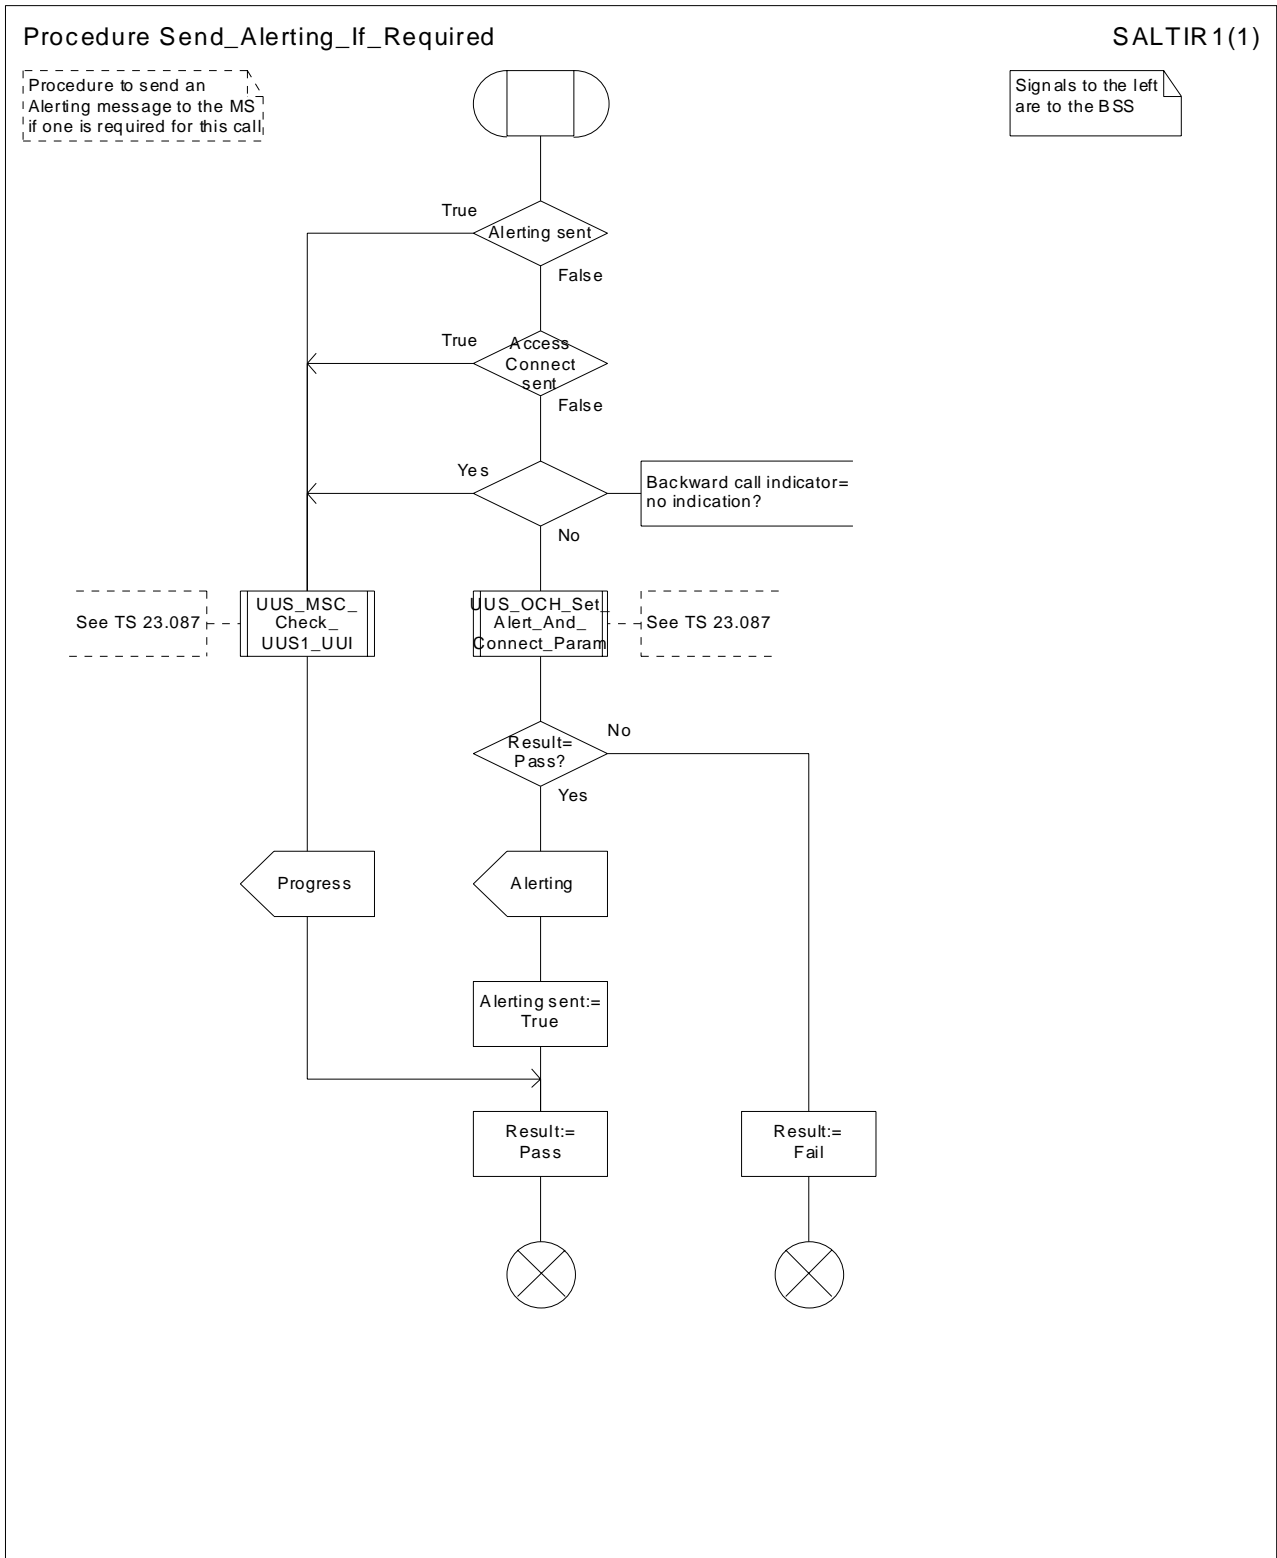 Procedure Send_Alerting_If_Required
SALTIR1(1)
Procedure to send an
Alerting message to the MS
if one is required for this call
Signals to the left
are to the BSS
True
Alerting sent
False
True
Access
Connect
sent
False
Yes
Backward call indicator=
no indication?
No
See TS 23.087
UUS_MSC_
Check_
UUS1_UUI
UUS_OCH_Set_
Alert_And_
Connect_Param
See TS 23.087
No
Result=
Pass?
Yes
Progress
Alerting
Alerting sent:=
True
Result:=
Pass
Result:=
Fail